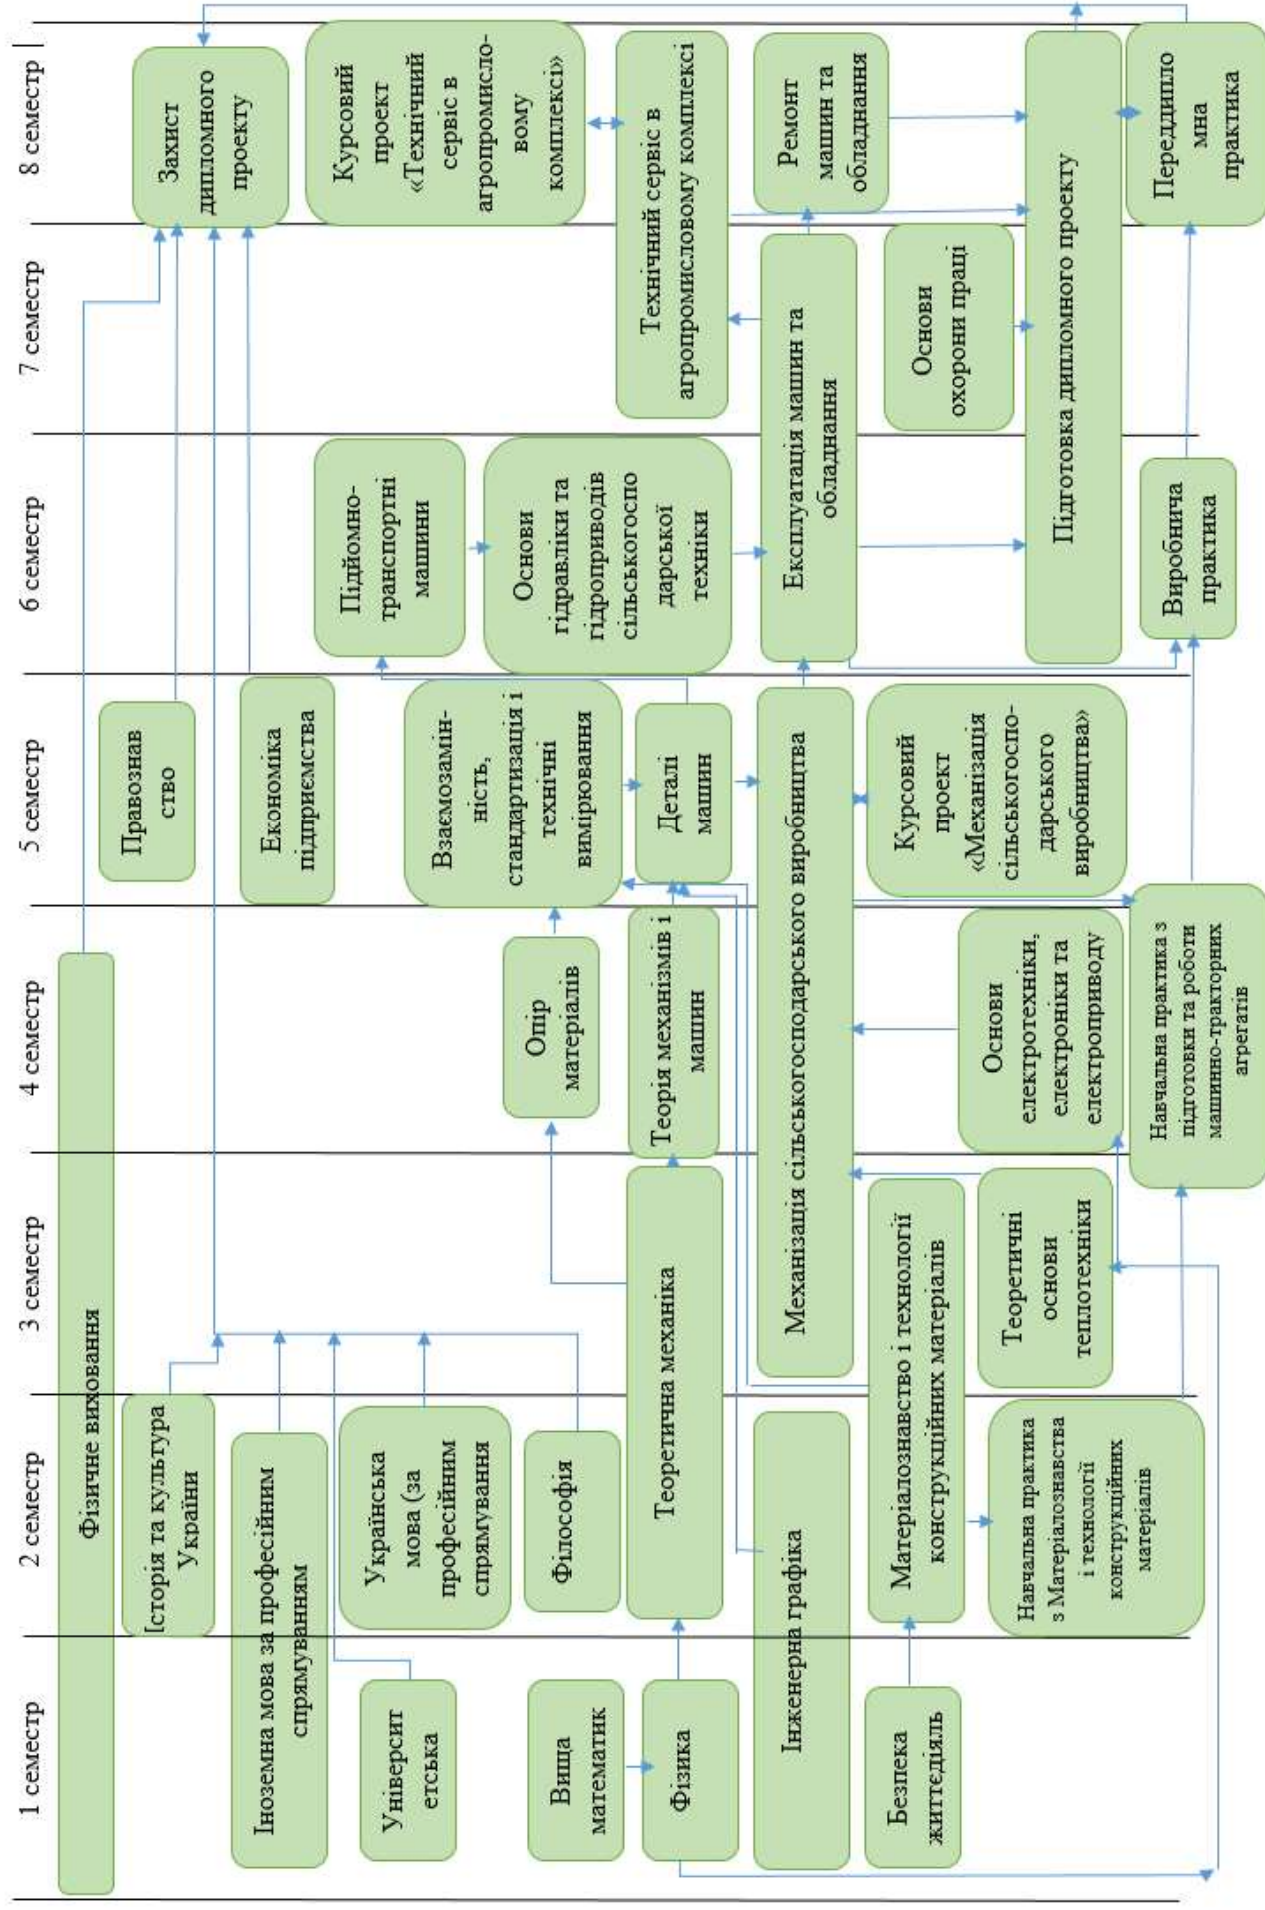 1 семестр
2 семестр
3 семестр
4 семестр
5 семестр
6 семестр
7 семестр
8 семестр
Фізичне виховання
Історія та культура
України
Іноземна мова за професійним
спрямуванням
Університ
етська
Українська
мова (за
професійним
спрямування
Філософія
Вища
математик
Фізика
Інженерна графіка
Безпека
життєдіяль
Теоретична механіка
Матеріалознавство і технології
конструкційних матеріалів
Навчальна практика
з Матеріалознавства
і технології
конструкційних
матеріалів
Теоретичні
основи
теплотехніки
Механізація сільськогосподарського виробництва
Опір
матеріалів
Теорія механізмів і
машин
Основи
електротехніки,
електроніки та
електроприводу
Навчальна практика з
підготовки та роботи
машинно-тракторних
агрегатів
Правознав
ство
Економіка
підприємства
Взаємозамін-
ність,
стандартизація і
технічні
вимірювання
Деталі
машин
Курсовий
проект
«Механізація
сільськогоспо-
дарського
виробництва»
Підйомно-
транспортні
машини
Основи
гідравліки та
гідроприводів
сільськогоспо
дарської
техніки
Експлуатація машин та
обладнання
Виробнича
практика
Основи
охорони праці
Підготовка дипломного проекту
Технічний сервіс в
агропромисловому комплексі
Захист
дипломного
проекту
Курсовий
проект
«Технічний
сервіс в
агропромисло-
вому
комплексі»
Ремонт
машин та
обладнання
Переддипло
мна
практика